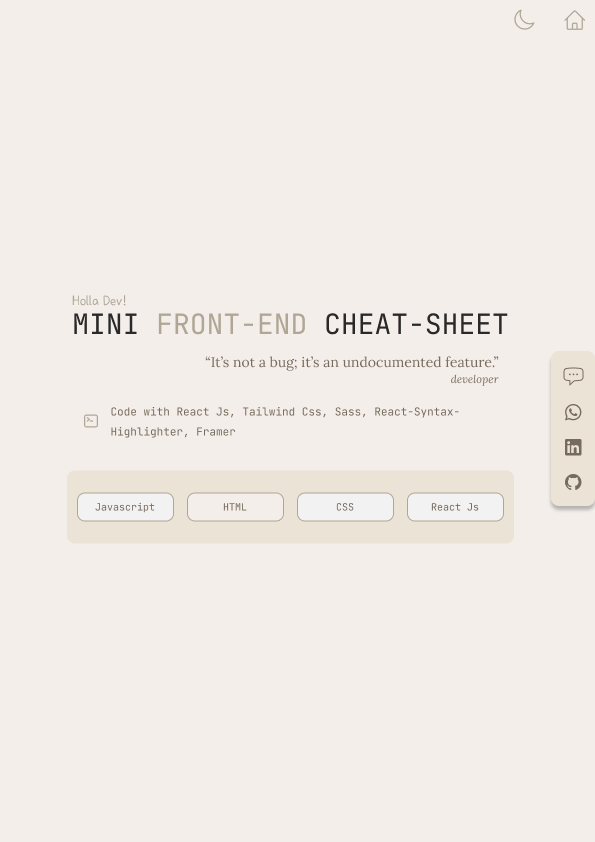 Holla Dev!
MINI FRONT-END CHEAT-SHEET
“It’s not a bug; it’s an undocumented feature.”
developer
Code with React Js, Tailwind Css, Sass, React-Syntax-
Highlighter, Framer
Javascript HTML CSS React Js